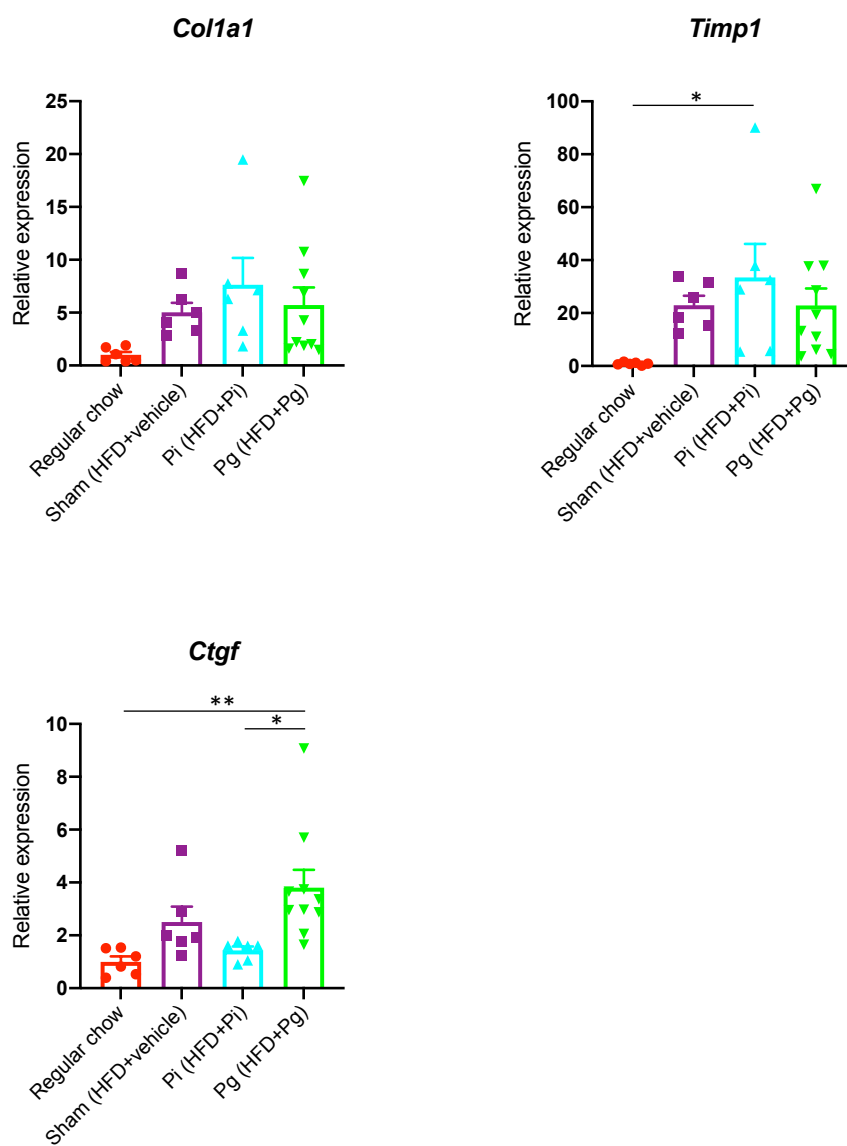 Col1a1
Relative expression
25
20
15
10
5
0
Regular chow
Sham (HFD+vehicle)
Pi (HFD+Pi)
Pg (HFD+Pg)
Timp1
Relative expression
100
80
60
40
20
0
*
Regular chow
Sham (HFD+vehicle)
Pi (HFD+Pi)
Pg (HFD+Pg)
Ctgf
Relative expression
10
8
6
4
2
0
**
*
Regular chow
Sham (HFD+vehicle)
Pi (HFD+Pi)
Pg (HFD+Pg)